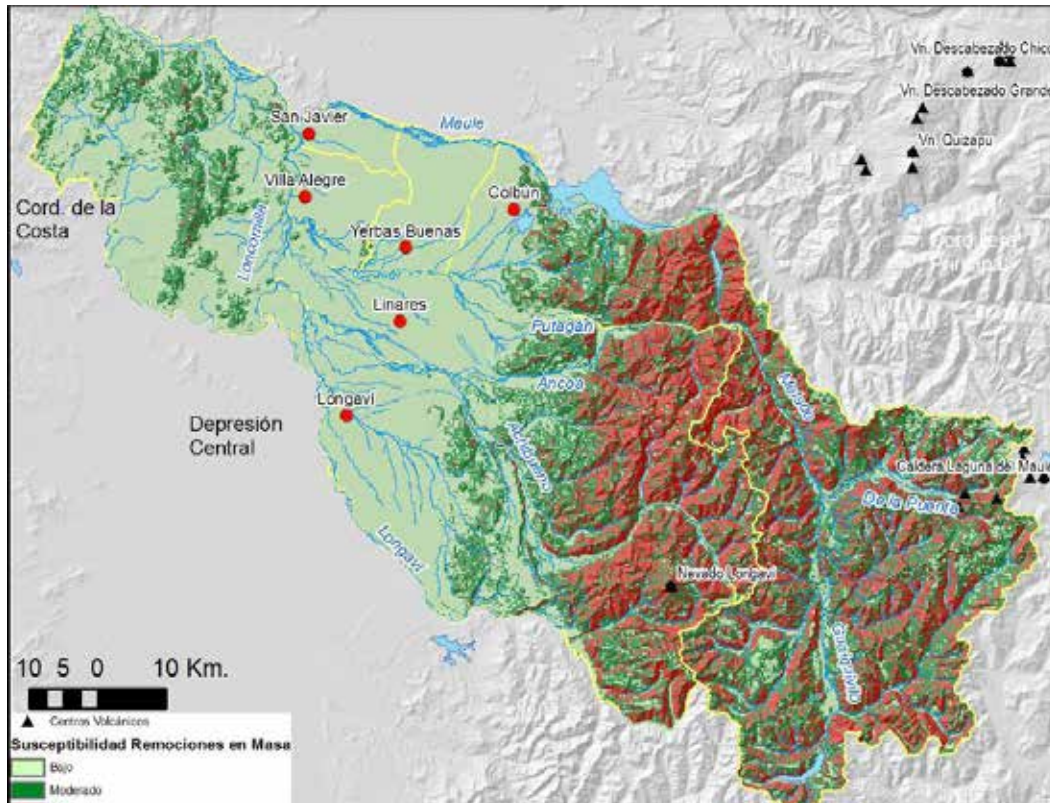 Vn. Descabezado Chico
Vn. Descabezado Grande
Vn. Quizapu
San Javier
Maule
Villa Alegre
Colbún
Cord. de la
Costa
Loncomilla
Yerbas Buenas
Linares
Putagán
Ancoa
Melado
Longaví
Depresión
Central
Achibueno
Caldera Laguna del Maule
De la Puente
Longaví
Nevado Longaví
Guaiquivilo
10 5 0 10 Km.
Centros Volcánicos
Susceptibilidad Remociones en Masa
Bajo
Moderado